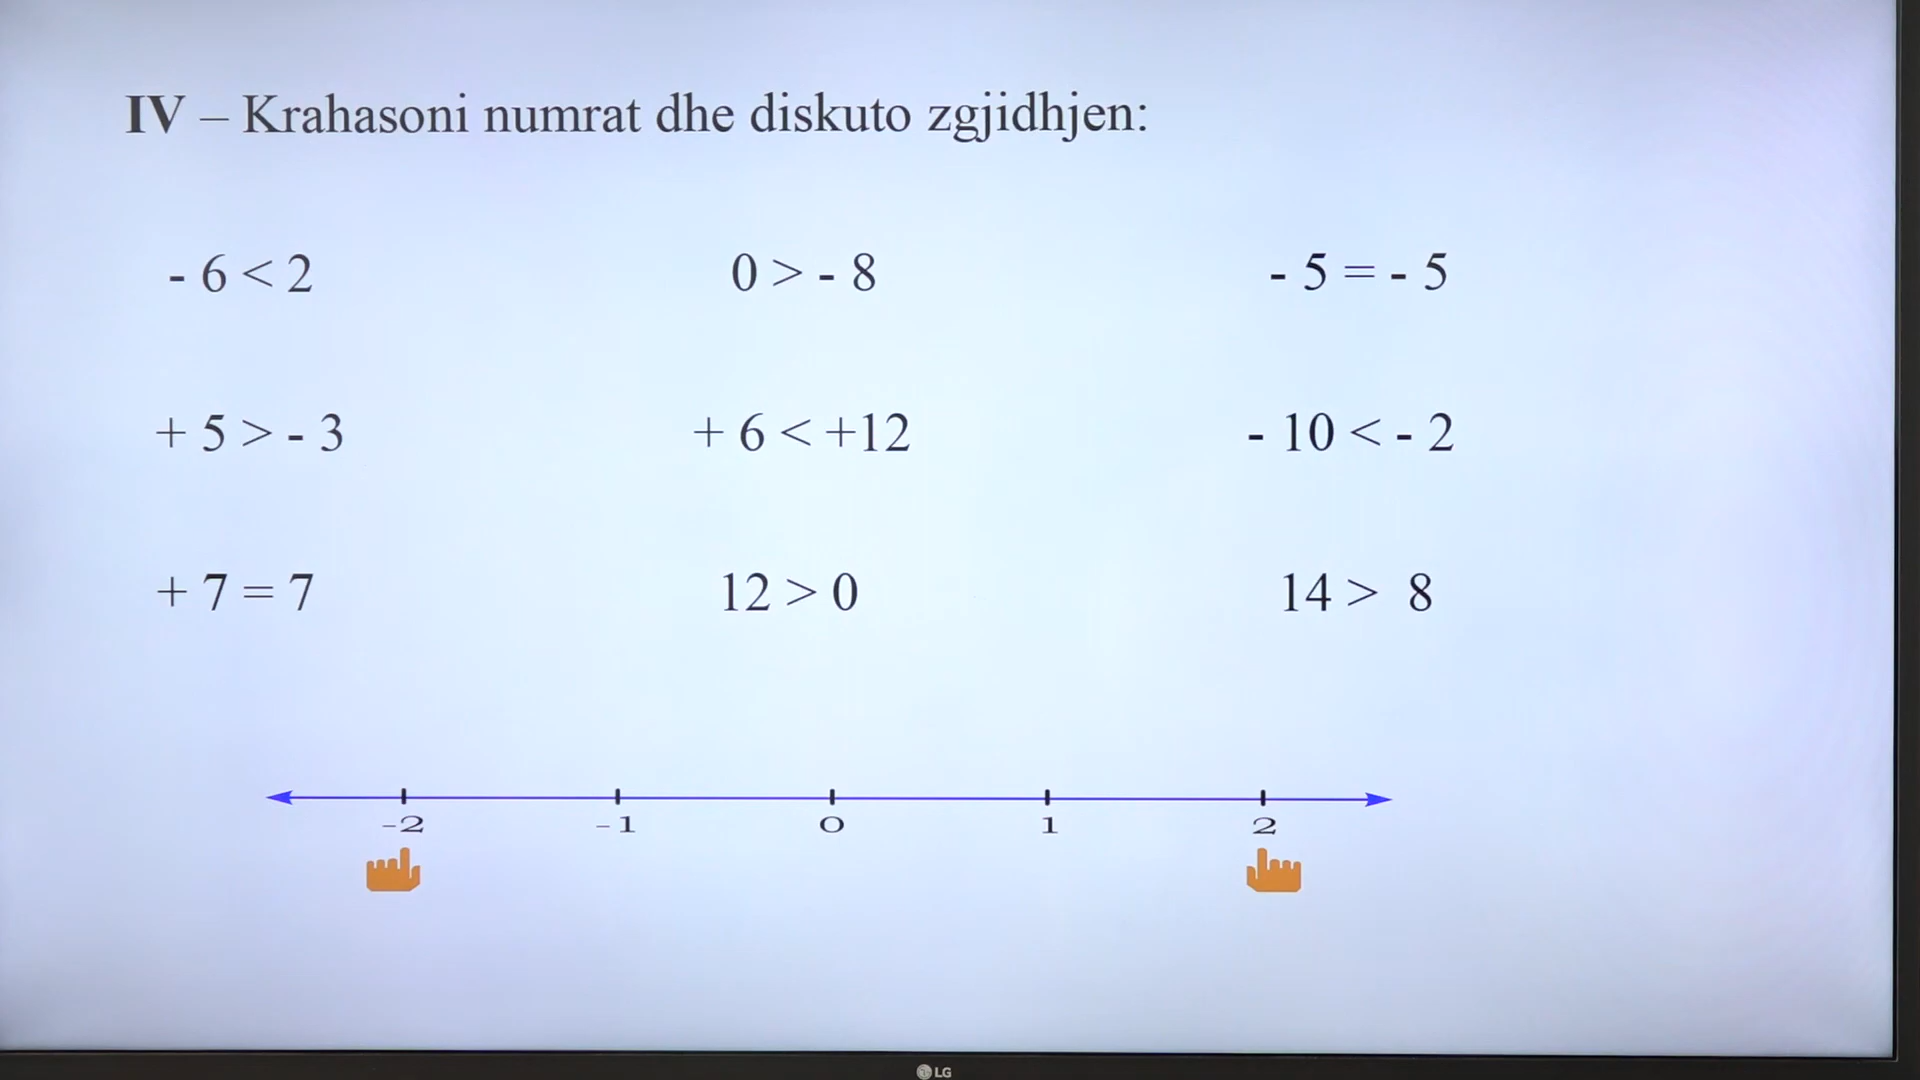 IV – Krahasoni numrat dhe diskuto zgjidhjen:
- 6 < 2 0 > - 8 - 5 = - 5
+ 5 > - 3 + 6 < +12 - 10 < - 2
+ 7 = 7 12 > 0 14 > 8
-2 -1 0 1 2
LG